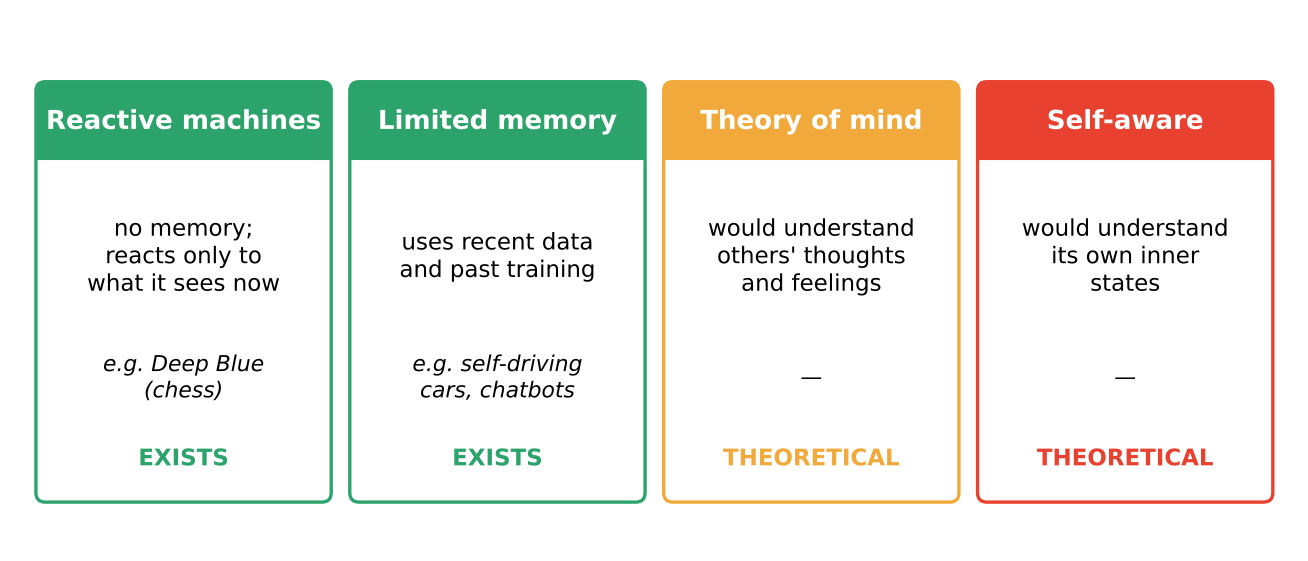 Reactive machines
no memory;
reacts only to
what it sees now
e.g. Deep Blue
(chess)
EXISTS
Limited memory
uses recent data
and past training
e.g. self-driving
cars, chatbots
EXISTS
Theory of mind
would understand
others' thoughts
and feelings
—
THEORETICAL
Self-aware
would understand
its own inner
states
—
THEORETICAL